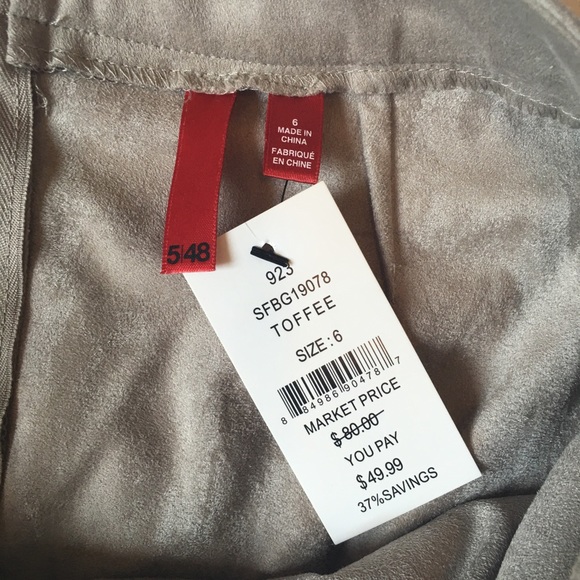 5|48
6
MADE IN
CHINA
FABRIQUÉ
EN CHINE
923
SFBG19078
TOFFEE
SIZE: 6
8 84986 90478 7
MARKET PRICE
$80.00
YOU PAY
$49.99
37%SAVINGS